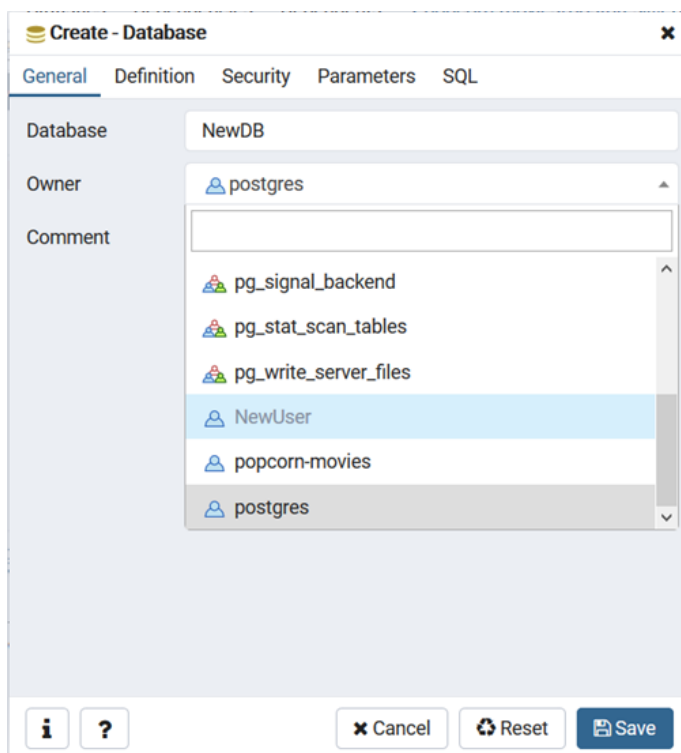 Create - Database
General Definition Security Parameters SQL
Database NewDB
Owner postgres
Comment
pg_signal_backend
pg_stat_scan_tables
pg_write_server_files
NewUser
popcorn-movies
postgres
i ? Cancel Reset Save